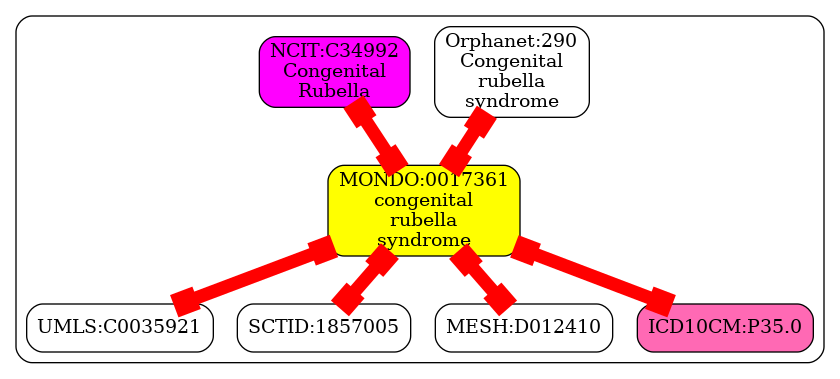 NCIT:C34992
Congenital
Rubella
Orphanet:290
Congenital
rubella
syndrome
MONDO:0017361
congenital
rubella
syndrome
UMLS:C0035921
SCTID:1857005
MESH:D012410
ICD10CM:P35.0